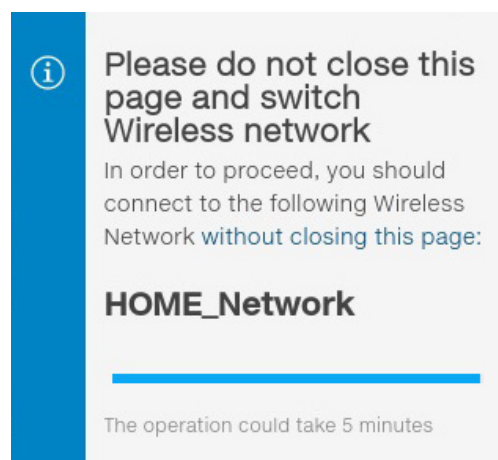 Please do not close this
page and switch
Wireless network
In order to proceed, you should
connect to the following Wireless
Network without closing this page:
HOME_Network
The operation could take 5 minutes